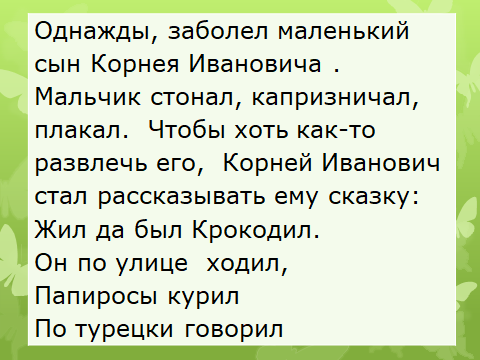 Однажды, заболел маленький
сын Корнея Ивановича .
Мальчик стонал, капризничал,
плакал.  Чтобы хоть как-то
развлечь его,  Корней Иванович
стал рассказывать ему сказку:
Жил да был Крокодил.
Он по улице  ходил,
Папиросы курил
По турецки говорил